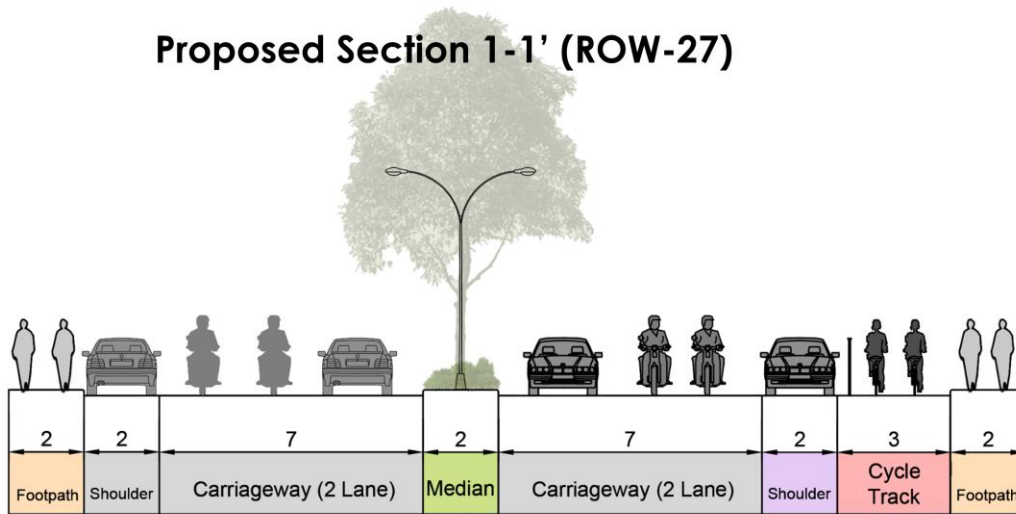 Proposed Section 1-1’ (ROW-27)
2 2 7 2 7 2 3 2
Footpath Shoulder Carriageway (2 Lane) Median Carriageway (2 Lane) Shoulder Cycle Track Footpath